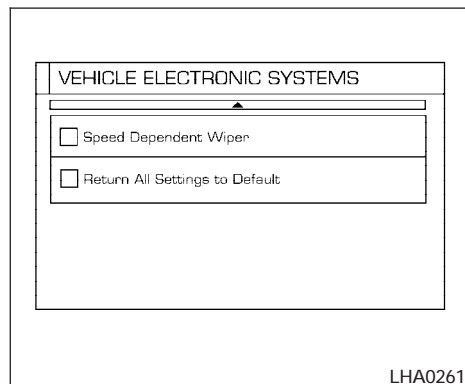 VEHICLE ELECTRONIC SYSTEMS
Speed Dependent Wiper
Return All Settings to Default
LHA0261